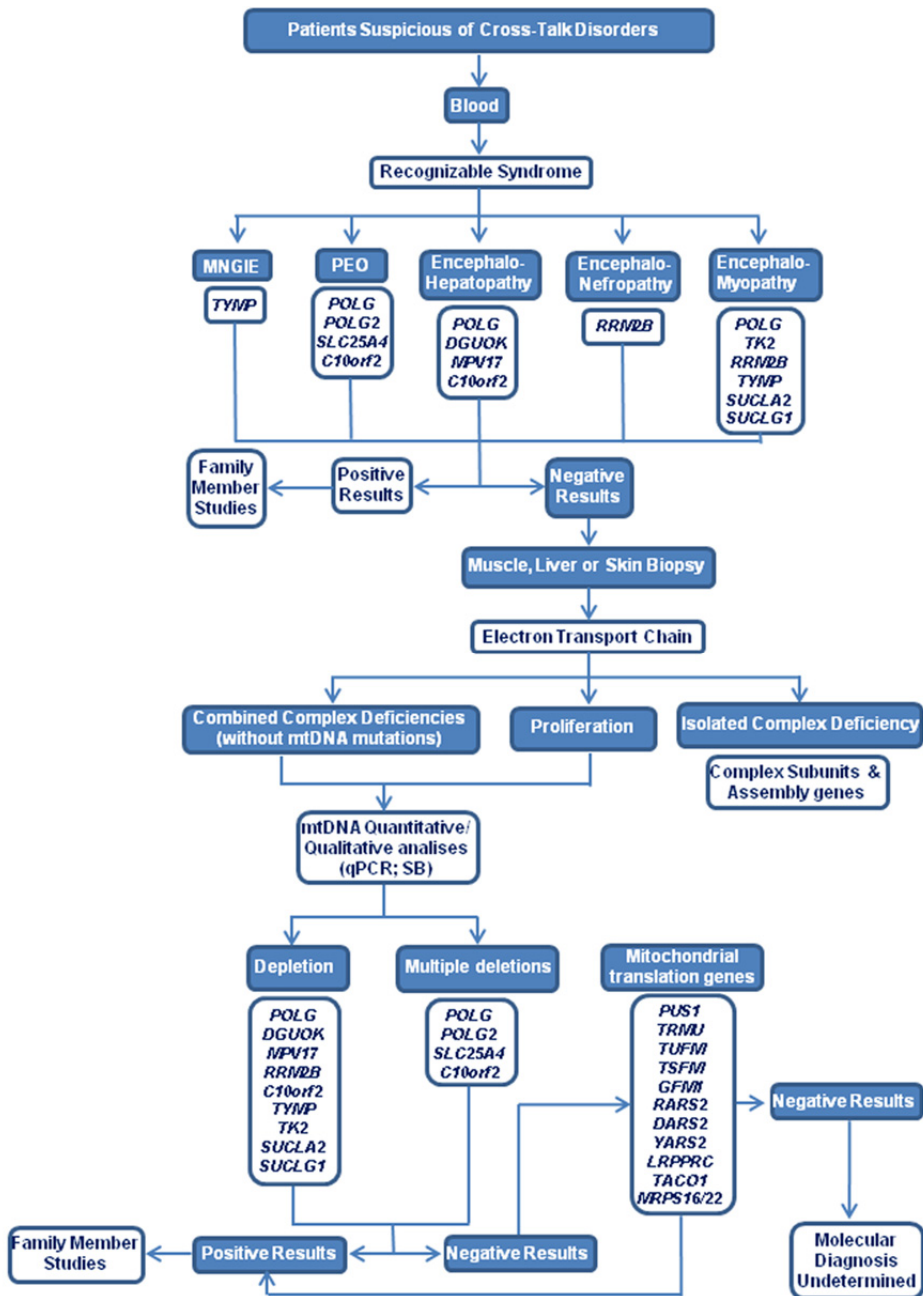 Patients Suspicious of Cross-Talk Disorders
Blood
Recognizable Syndrome
MNGIE
TYMP
PEO
POLG
POLG2
SLC25A4
C10orf2
Encephalo-
Hepatopathy
POLG
DGUOK
MPV17
C10orf2
Encephalo-
Nefropathy
RRM2B
Encephalo-
Myopathy
POLG
TK2
RRM2B
TYMP
SUCLA2
SUCLG1
Family
Member
Studies
Positive
Results
Negative
Results
Muscle, Liver or Skin Biopsy
Electron Transport Chain
Combined Complex Deficiencies
(without mtDNA mutations)
Proliferation
Isolated Complex Deficiency
Complex Subunits &
Assembly genes
mtDNA Quantitative/
Qualitative analises
(qPCR; SB)
Depletion
POLG
DGUOK
MPV17
RRM2B
C10orf2
TYMP
TK2
SUCLA2
SUCLG1
Multiple deletions
POLG
POLG2
SLC25A4
C10orf2
Mitochondrial
translation genes
PUS1
TRMU
TUFM
TSFM
GFM1
RARS2
DARS2
YARS2
LRPPRC
TACO1
MRPS16/22
Negative Results
Family Member
Studies
Positive Results
Negative Results
Molecular
Diagnosis
Undetermined